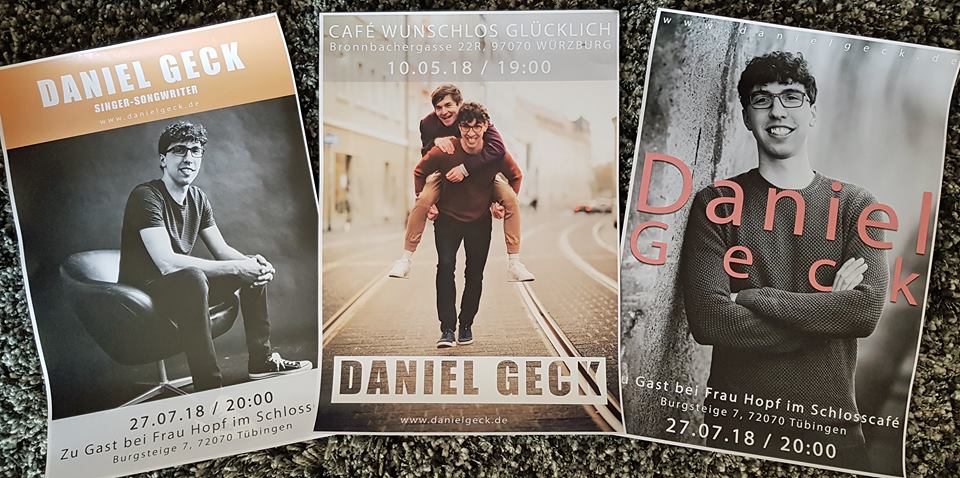 DANIEL GECK
SINGER-SONGWRITER
www.danielgeck.de
27.07.18 / 20:00
Zu Gast bei Frau Hopf im Schloss
Burgsteige 7, 72070 Tübingen
CAFÉ WUNSCHLOS GLÜCKLICH
Bronnbachergasse 22R, 97070 WÜRZBURG
10.05.18 / 19:00
DANIEL GECK
www.danielgeck.de
www.danielgeck.de
Daniel
Geck
u Gast bei Frau Hopf im Schlosscafé
Burgsteige 7, 72070 Tübingen
27.07.18 / 20:00